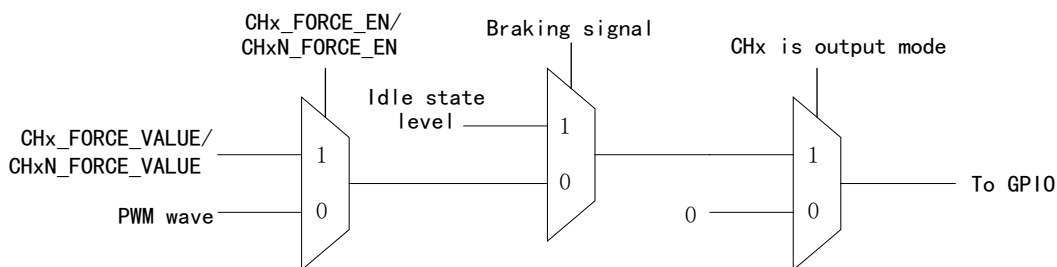 CHx_FORCE_EN/
CHxN_FORCE_EN
Braking signal
CHx is output mode
Idle state
level
1
CHx_FORCE_VALUE/
CHxN_FORCE_VALUE
1
1
0
To GPIO
PWM wave
0
0
0